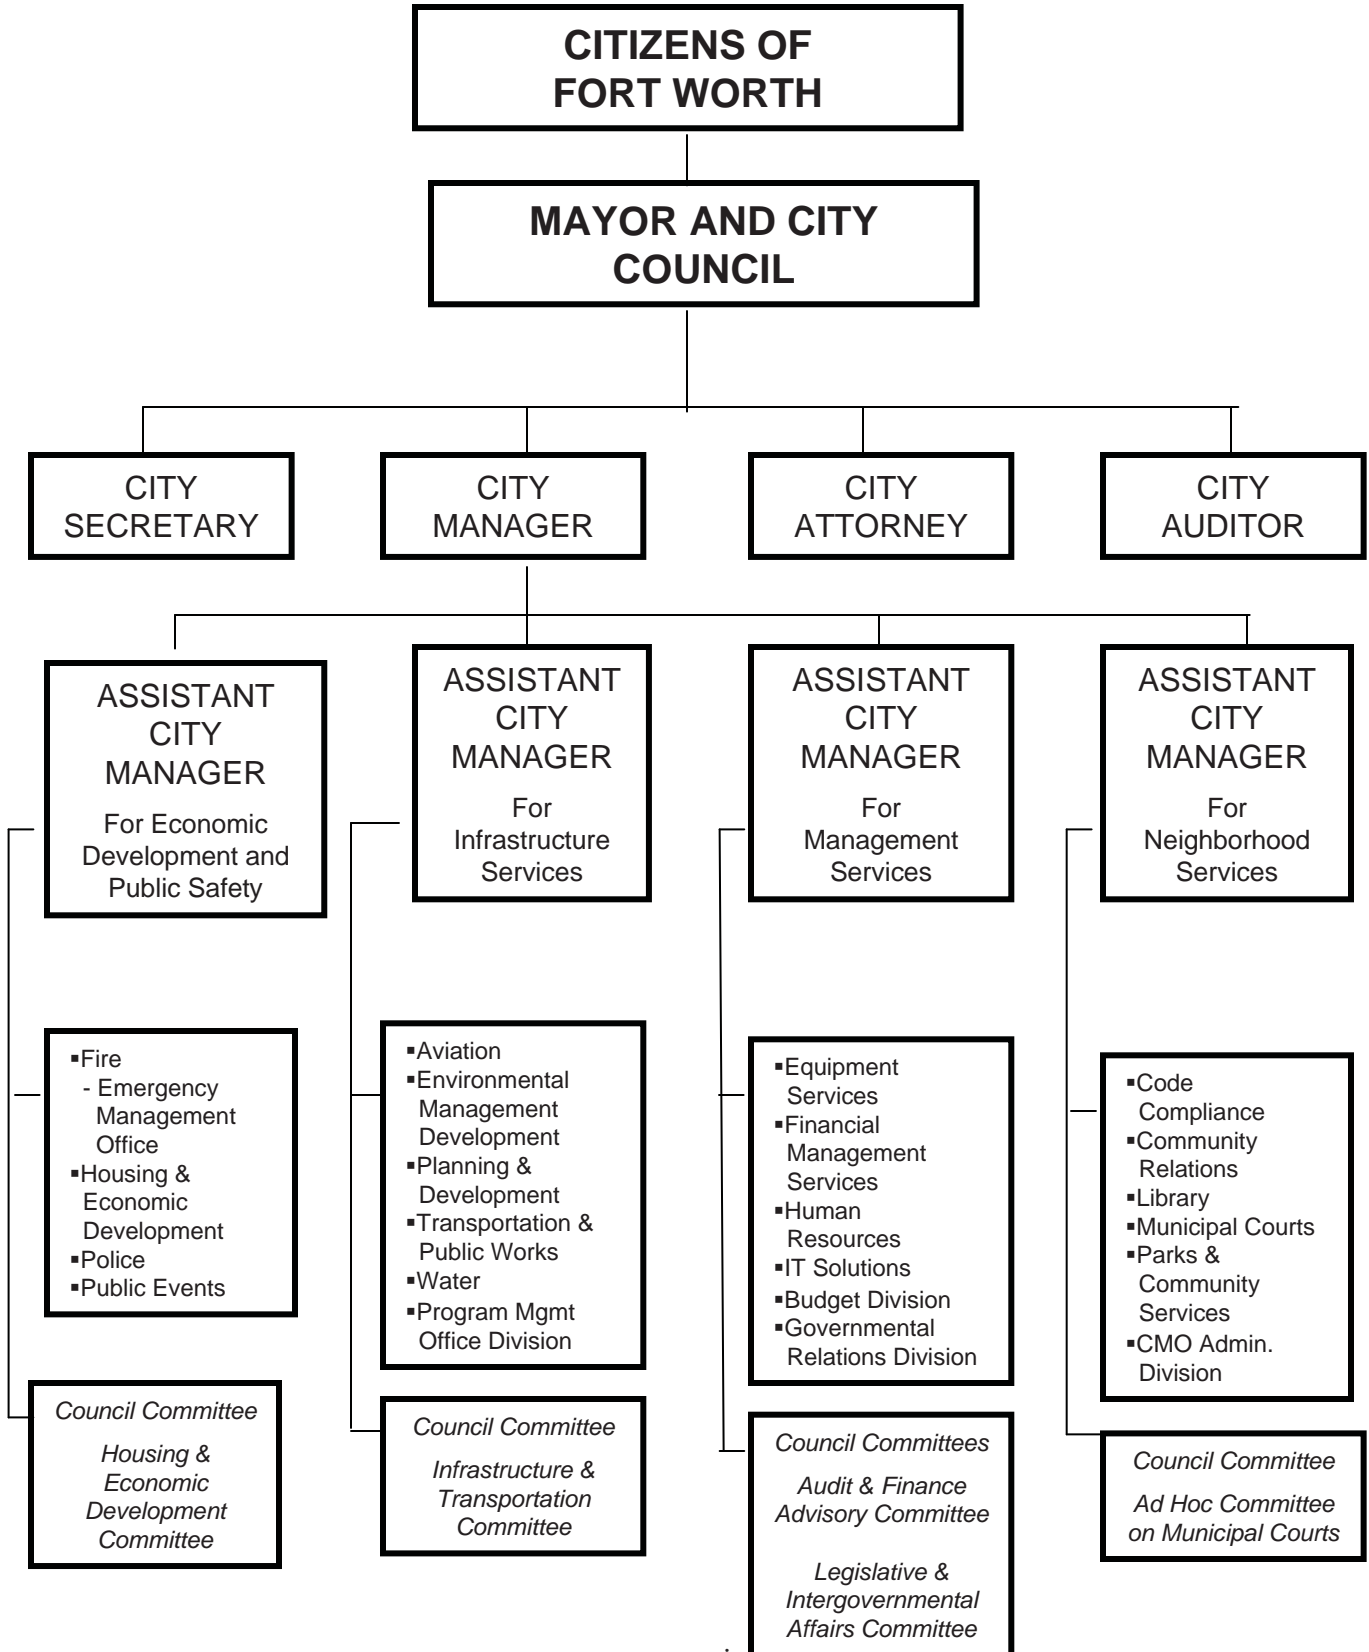 CITIZENS OF
FORT WORTH
MAYOR AND CITY
COUNCIL
CITY
SECRETARY
CITY
MANAGER
CITY
ATTORNEY
CITY
AUDITOR
ASSISTANT
CITY
MANAGER
For Economic
Development and
Public Safety
ASSISTANT
CITY
MANAGER
For
Infrastructure
Services
ASSISTANT
CITY
MANAGER
For
Management
Services
ASSISTANT
CITY
MANAGER
For
Neighborhood
Services
▪Fire
- Emergency
Management
Office
▪Housing &
Economic
Development
▪Police
▪Public Events
▪Aviation
▪Environmental
Management
Development
▪Planning &
Development
▪Transportation &
Public Works
▪Water
▪Program Mgmt
Office Division
▪Equipment
Services
▪Financial
Management
Services
▪Human
Resources
▪IT Solutions
▪Budget Division
▪Governmental
Relations Division
▪Code
Compliance
▪Community
Relations
▪Library
▪Municipal Courts
▪Parks &
Community
Services
▪CMO Admin.
Division
Council Committee
Housing &
Economic
Development
Committee
Council Committee
Infrastructure &
Transportation
Committee
Council Committees
Audit & Finance
Advisory Committee
Legislative &
Intergovernmental
Affairs Committee
Council Committee
Ad Hoc Committee
on Municipal Courts